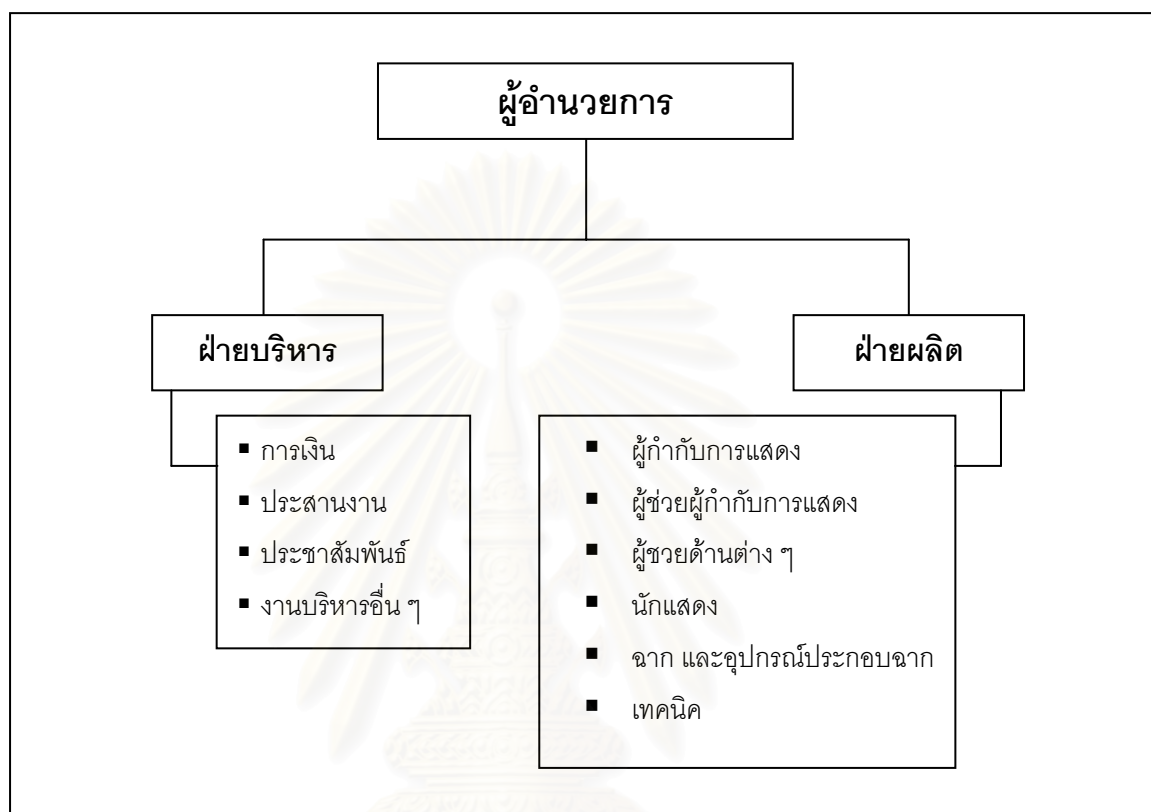 ผู้อำนวยการ
ฝ่ายบริหาร
▪ การเงิน
▪ ประสานงาน
▪ ประชาสัมพันธ์
▪ งานบริหารอื่น ๆ
ฝ่ายผลิต
▪ ผู้กำกับการแสดง
▪ ผู้ช่วยผู้กำกับการแสดง
▪ ผู้ชวยด้านต่าง ๆ
▪ นักแสดง
▪ ฉาก และอุปกรณ์ประกอบฉาก
▪ เทคนิค